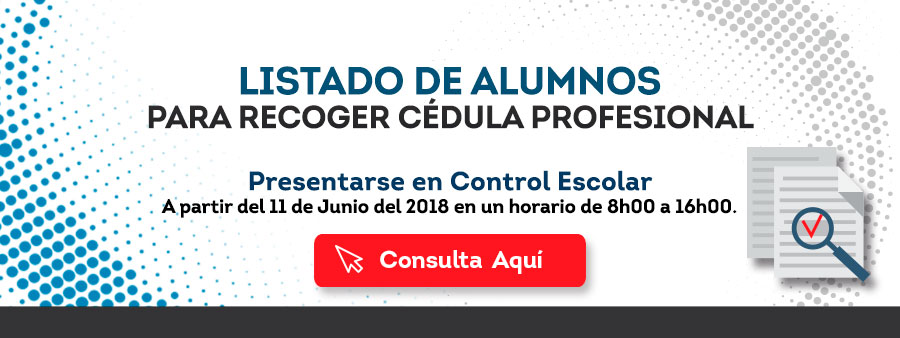 LISTADO DE ALUMNOS
PARA RECOGER CÉDULA PROFESIONAL
Presentarse en Control Escolar
A partir del 11 de Junio del 2018 en un horario de 8h00 a 16h00.
Consulta Aquí